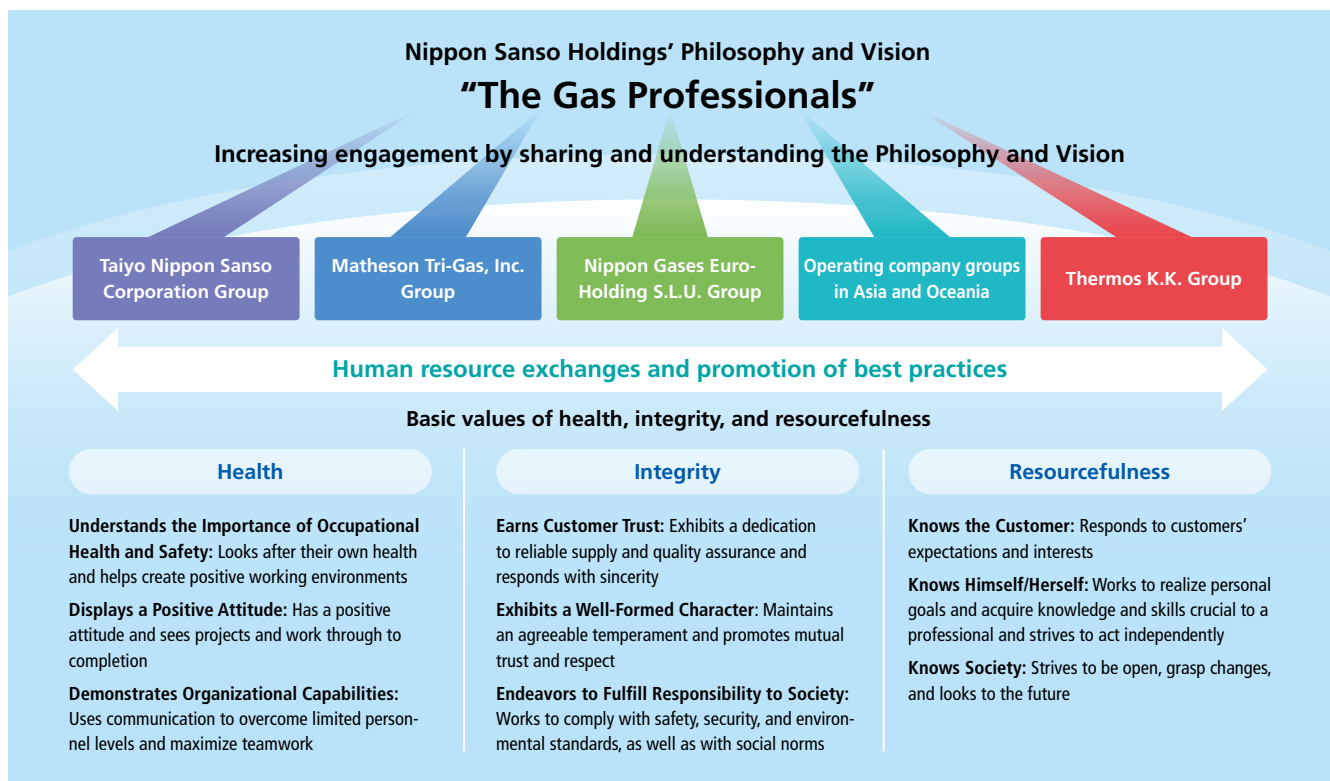 Nippon Sanso Holdings’ Philosophy and Vision
“The Gas Professionals”
Increasing engagement by sharing and understanding the Philosophy and Vision
Taiyo Nippon Sanso
Corporation Group
Matheson Tri-Gas, Inc.
Group
Nippon Gases Euro-
Holding S.L.U. Group
Operating company groups
in Asia and Oceania
Thermos K.K. Group
Human resource exchanges and promotion of best practices
Basic values of health, integrity, and resourcefulness
Health
Understands the Importance of Occupational
Health and Safety: Looks after their own health
and helps create positive working environments
Displays a Positive Attitude: Has a positive
attitude and sees projects and work through to
completion
Demonstrates Organizational Capabilities:
Uses communication to overcome limited person-
nel levels and maximize teamwork
Integrity
Earns Customer Trust: Exhibits a dedication
to reliable supply and quality assurance and
responds with sincerity
Exhibits a Well-Formed Character: Maintains
an agreeable temperament and promotes mutual
trust and respect
Endeavors to Fulfill Responsibility to Society:
Works to comply with safety, security, and environ-
mental standards, as well as with social norms
Resourcefulness
Knows the Customer: Responds to customers’
expectations and interests
Knows Himself/Herself: Works to realize personal
goals and acquire knowledge and skills crucial to a
professional and strives to act independently
Knows Society: Strives to be open, grasp changes,
and looks to the future